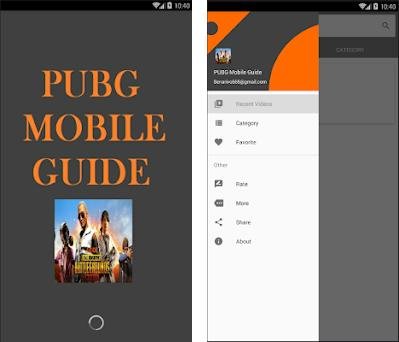 10:40
PUBG
MOBILE
GUIDE
BATTLEGROUNDS
10:40
PUBG Mobile Guide
CATEGORY
Recent Videos
Category
Favorite
Other
Rate
More
Share
About